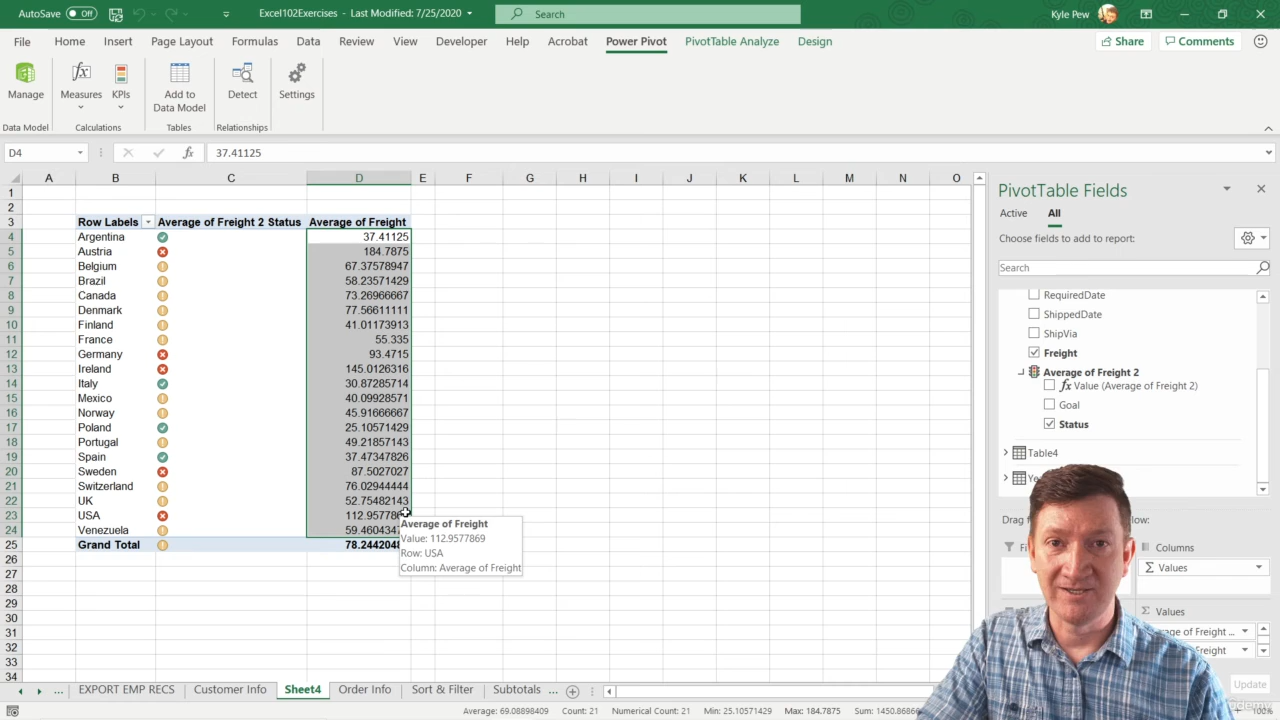 AutoSave Off Excel102Exercises - Last Modified: 7/25/2020 Search Kyle Pew
File Home Insert Page Layout Formulas Data Review View Developer Help Acrobat Power Pivot PivotTable Analyze Design Share Comments
Manage Measures KPIs Add to Data Model Detect Settings
Data Model Calculations Tables Relationships
D4 fx 37.41125
A B C D E F G H I J K L M N O
1
2
3 Row Labels Average of Freight 2 Status Average of Freight
4 Argentina 37.41125
5 Austria 184.7875
6 Belgium 67.37578947
7 Brazil 58.23571429
8 Canada 73.26966667
9 Denmark 77.56611111
10 Finland 41.01173913
11 France 55.335
12 Germany 93.4715
13 Ireland 145.0126316
14 Italy 30.87285714
15 Mexico 40.09928571
16 Norway 45.91666667
17 Poland 25.10571429
18 Portugal 49.21857143
19 Spain 37.47347826
20 Sweden 87.5027027
21 Switzerland 76.02944444
22 UK 52.75482143
23 USA 112.957786
24 Venezuela 59.4604347
25 Grand Total 78.244204
26
27
28
29
30
31
32
33
34
Average of Freight
Value: 112.9577869
Row: USA
Column: Average of Freight
PivotTable Fields
Active All
Choose fields to add to report:
Search
RequiredDate
ShippedDate
ShipVia
Freight
Average of Freight 2
fx Value (Average of Freight 2)
Goal
Status
Table4
Ye
Drag f low:
Fi Columns
Σ Values
Σ Values
rage of Freight ...
Freight
Update
... EXPORT EMP RECS Customer Info Sheet4 Order Info Sort & Filter Subtotals ...
Average: 69.08898409 Count: 21 Numerical Count: 21 Min: 25.10571429 Max: 184.7875 Sum: 1450.86866 100%